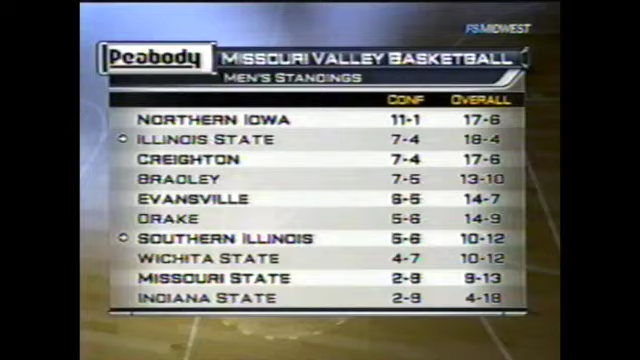 FS MIDWEST
Peabody MISSOURI VALLEY BASKETBALL
MEN'S STANDINGS
CONF OVERALL
NORTHERN IOWA 11-1 17-6
ILLINOIS STATE 7-4 18-4
CREIGHTON 7-4 17-6
BRADLEY 7-5 13-10
EVANSVILLE 6-5 14-7
DRAKE 5-6 14-9
SOUTHERN ILLINOIS 5-6 10-12
WICHITA STATE 4-7 10-12
MISSOURI STATE 2-9 9-13
INDIANA STATE 2-9 4-18